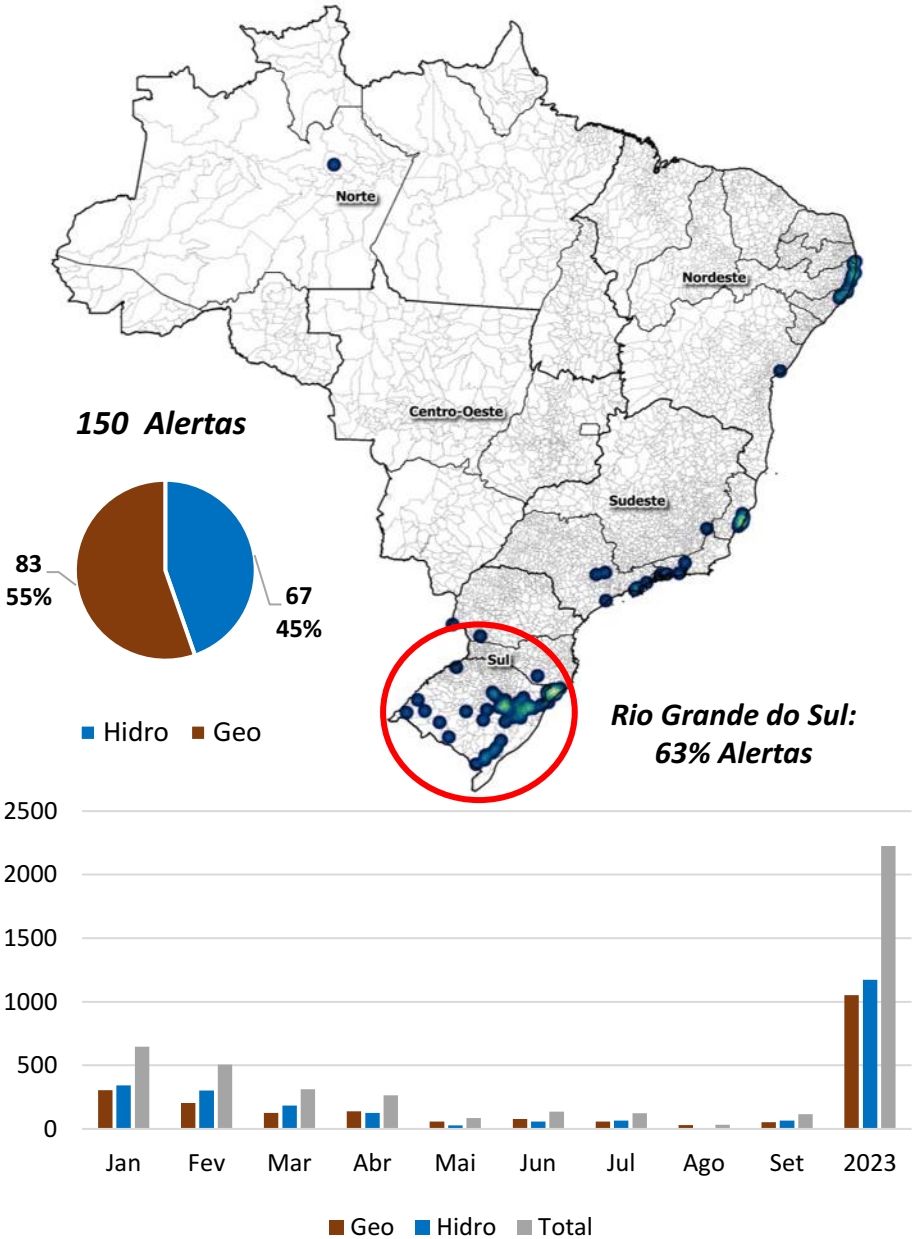 Norte
Nordeste
Centro-Oeste
150 Alertas
Sudeste
83
55%
67
45%
Sul
Hidro Geo
Rio Grande do Sul:
63% Alertas
2500
2000
1500
1000
500
0
Jan Fev Mar Abr Mai Jun Jul Ago Set 2023
Geo Hidro Total